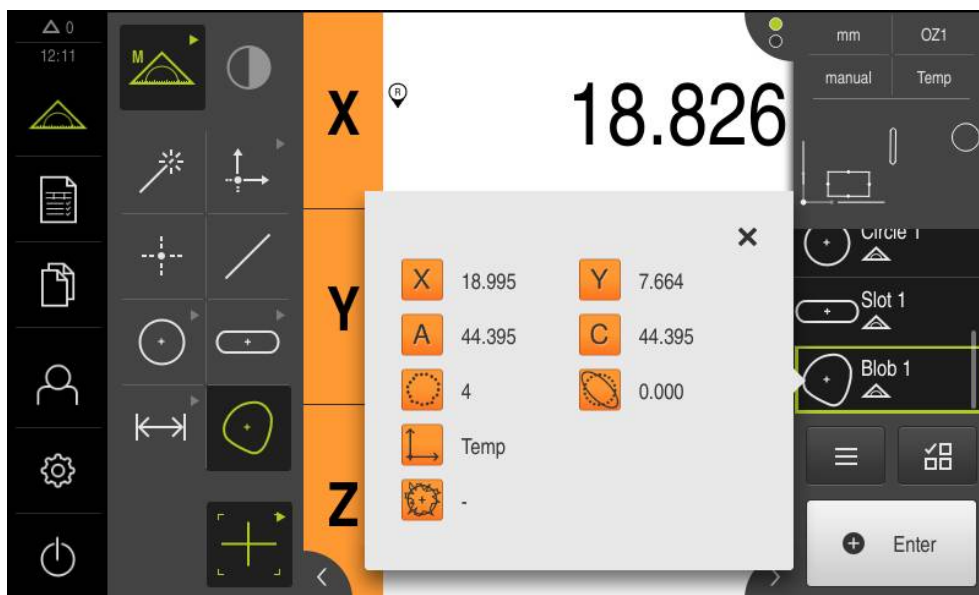 0
12:11
M
X
R
18.826
mm
OZ1
manual
Temp
X 18.995
Y 7.664
A 44.395
C 44.395
4
0.000
Temp
-
Y
Z
Circle 1
Slot 1
Blob 1
Enter